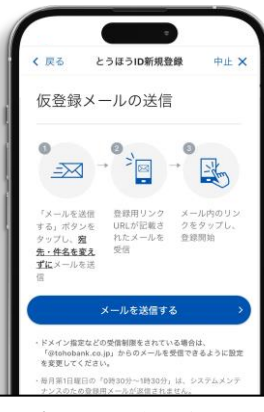 く 戻る とうほうID新規登録 中止 ×
仮登録メールの送信
1 2 3
「メールを送信 登録用リンク メール内のリン
する」ボタンを URLが記載さ クをタップし、
タップし、宛 れたメールを 登録開始
先・件名を変え 受信
ずにメールを送
信
メールを送信する
・ドメイン指定などの受信制限をされている場合は、
「@tohobank.co.jp」からのメールを受信できるように設定
を変更してください。
・毎月第1日曜日の「0時30分~1時30分」は、システムメンテ
ナンスのため登録用メールが返信されません。